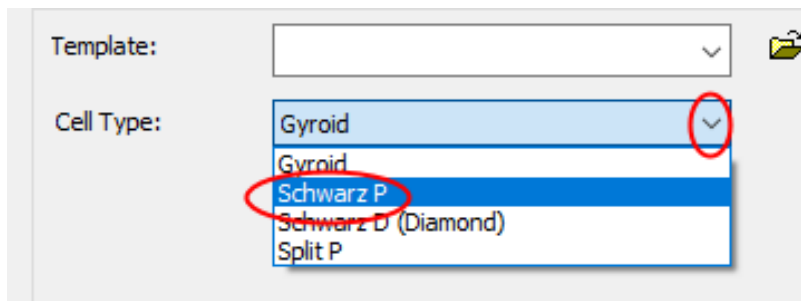 Template:
Cell Type:
Gyroid
Gyroid
Schwarz P
Schwarz D (Diamond)
Split P